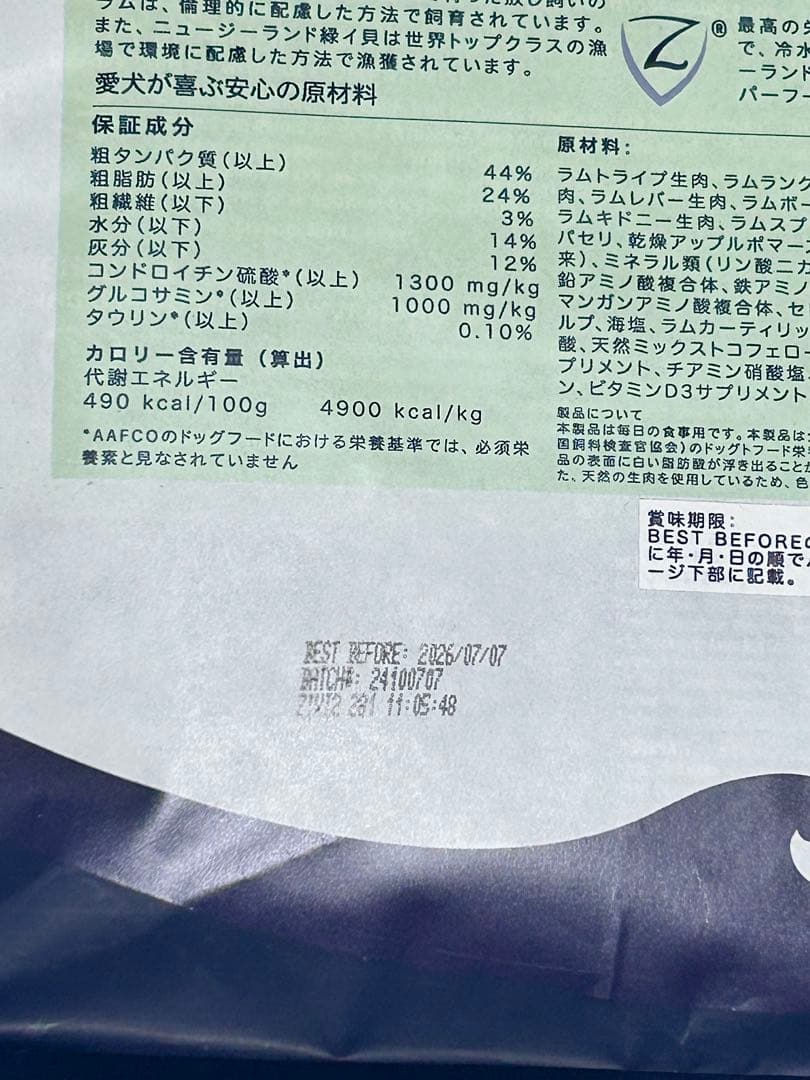 ラムは、倫理的に配慮した方法で飼育されています。
また、ニュージーランド緑イ貝は世界トップクラスの漁
場で環境に配慮した方法で漁獲されています。
愛犬が喜ぶ安心の原材料
保証成分
粗タンパク質(以上) 44%
粗脂肪(以上) 24%
粗繊維(以下) 3%
水分(以下) 14%
灰分(以下) 12%
コンドロイチン硫酸*(以上) 1300 mg/kg
グルコサミン*(以上) 1000 mg/kg
タウリン*(以上) 0.10%
カロリー含有量 (算出)
代謝エネルギー
490 kcal/100g 4900 kcal/kg
*AAFCOのドッグフードにおける栄養基準では、必須栄
養素と見なされていません
Z®
最高の
で、冷水
ーランド
パーフー
原材料:
ラムトライプ生肉、ラムラング
肉、ラムレバー生肉、ラムボー
ラムキドニー生肉、ラムスプ
パセリ、乾燥アップルポマー
来)、ミネラル類(リン酸二カ
鉛アミノ酸複合体、鉄アミノ
マンガンアミノ酸複合体、セ
ルプ、海塩、ラムカーティリッ
酸、天然ミックストコフェロー
プリメント、チアミン硝酸塩、
ン、ビタミンD3サプリメント
製品について
本製品は毎日の食事用です。本製品は
国飼料検査官協会)のドッグトフード栄
品の表面に白い脂肪酸が浮き出ること
た、天然の生肉を使用しているため、色
賞味期限:
BEST BEFORE
に年・月・日の順で
ージ下部に記載。
BEST BEFORE: 2026/07/07
BATCH#: 24100707
ZIWI2 281 11:05:48